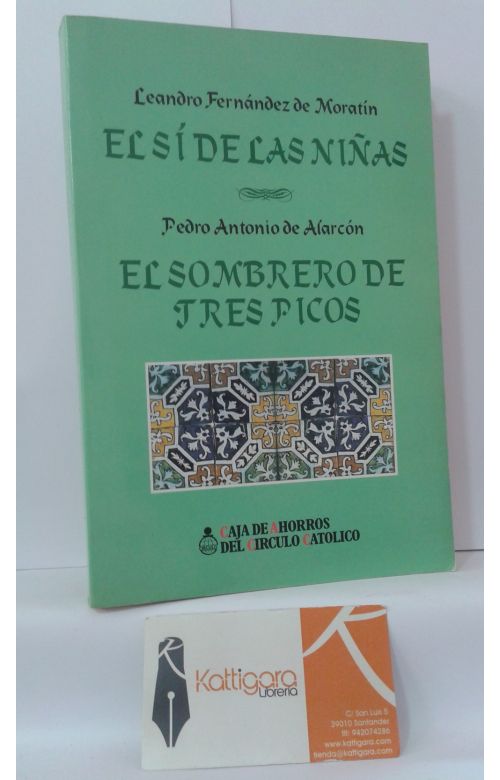 Leandro Fernández de Moratín
EL SÍ DE LAS NIÑAS
Pedro Antonio de Alarcón
EL SOMBRERO DE
TRES PICOS
CAJA DE AHORROS
DEL CIRCULO CATOLICO
Kattigara
Librería
C/ San Luis 5
39010 Santander
tlf: 942074286
www.kattigara.com
tienda@kattigara.com